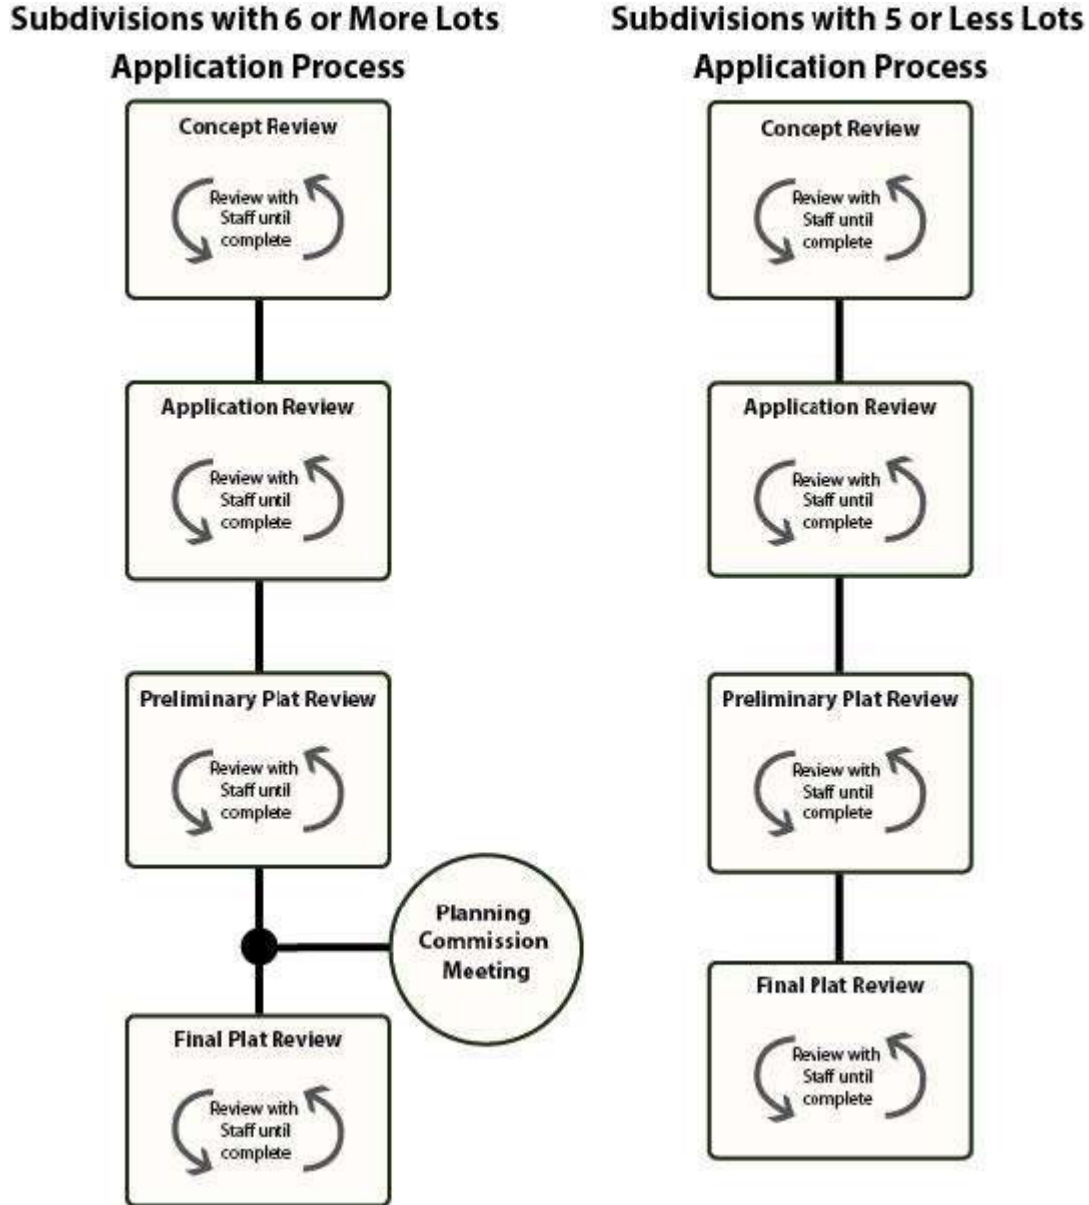 Subdivisions with 6 or More Lots
Application Process
Concept Review
Review with
Staff until
complete
Application Review
Review with
Staff until
complete
Preliminary Plat Review
Review with
Staff until
complete
Planning
Commission
Meeting
Final Plat Review
Review with
Staff until
complete
Subdivisions with 5 or Less Lots
Application Process
Concept Review
Review with
Staff until
complete
Application Review
Review with
Staff until
complete
Preliminary Plat Review
Review with
Staff until
complete
Final Plat Review
Review with
Staff until
complete